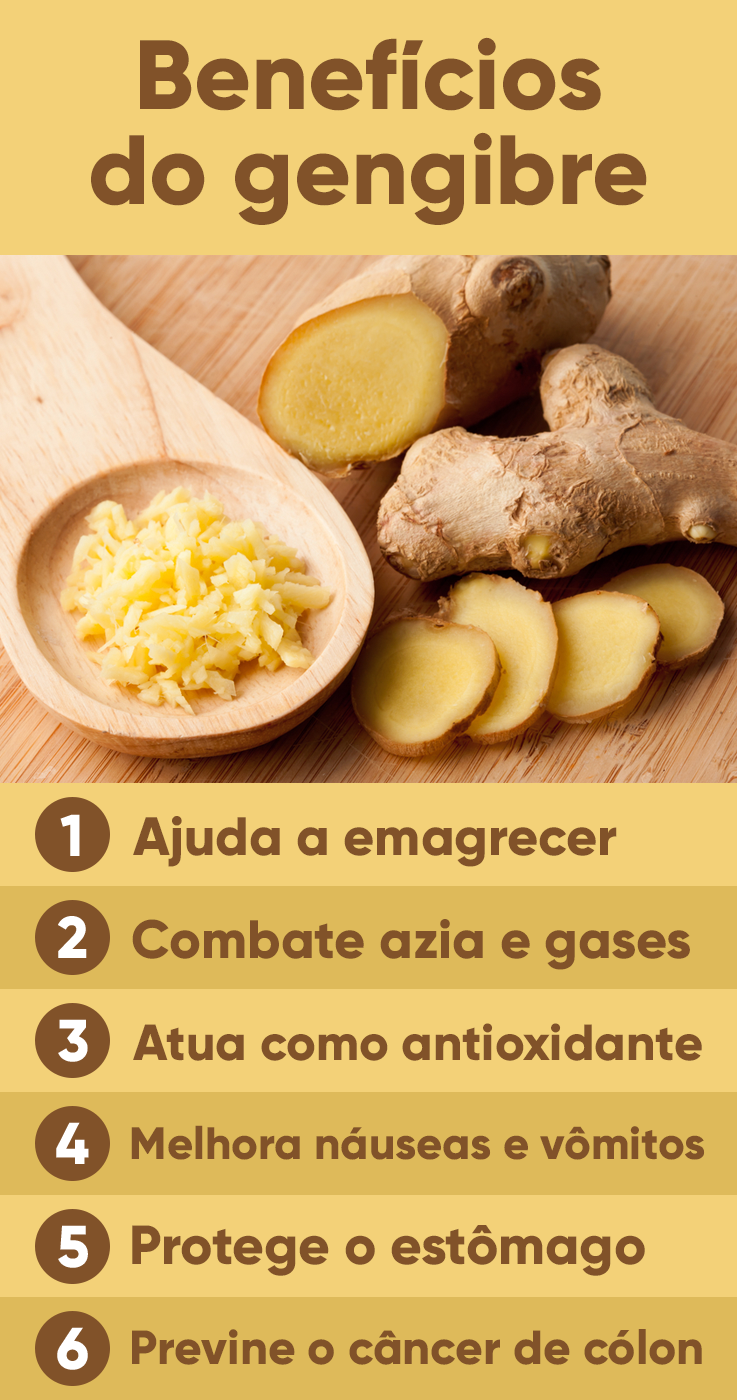 Benefícios
do gengibre
1 Ajuda a emagrecer
2 Combate azia e gases
3 Atua como antioxidante
4 Melhora náuseas e vômitos
5 Protege o estômago
6 Previne o câncer de cólon